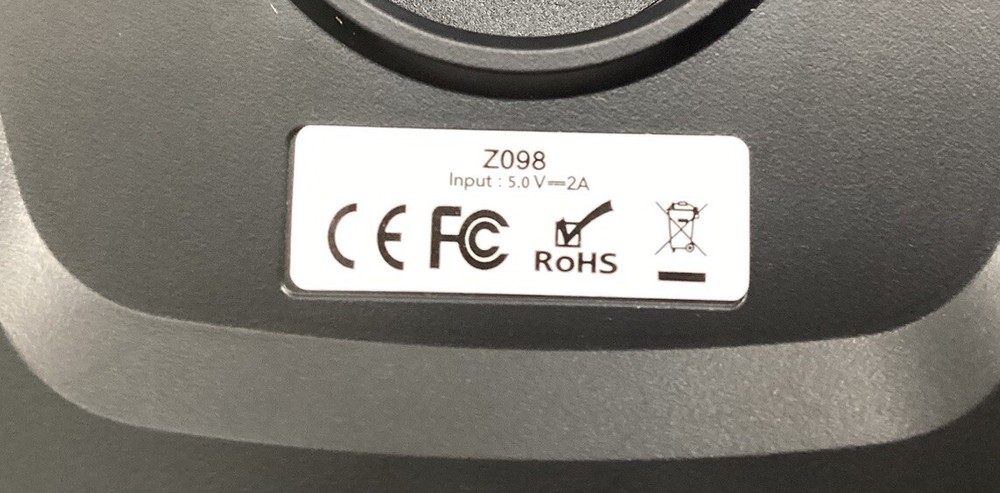 Z098
Input : 5.0 V⎓2A
CE FC RoHS